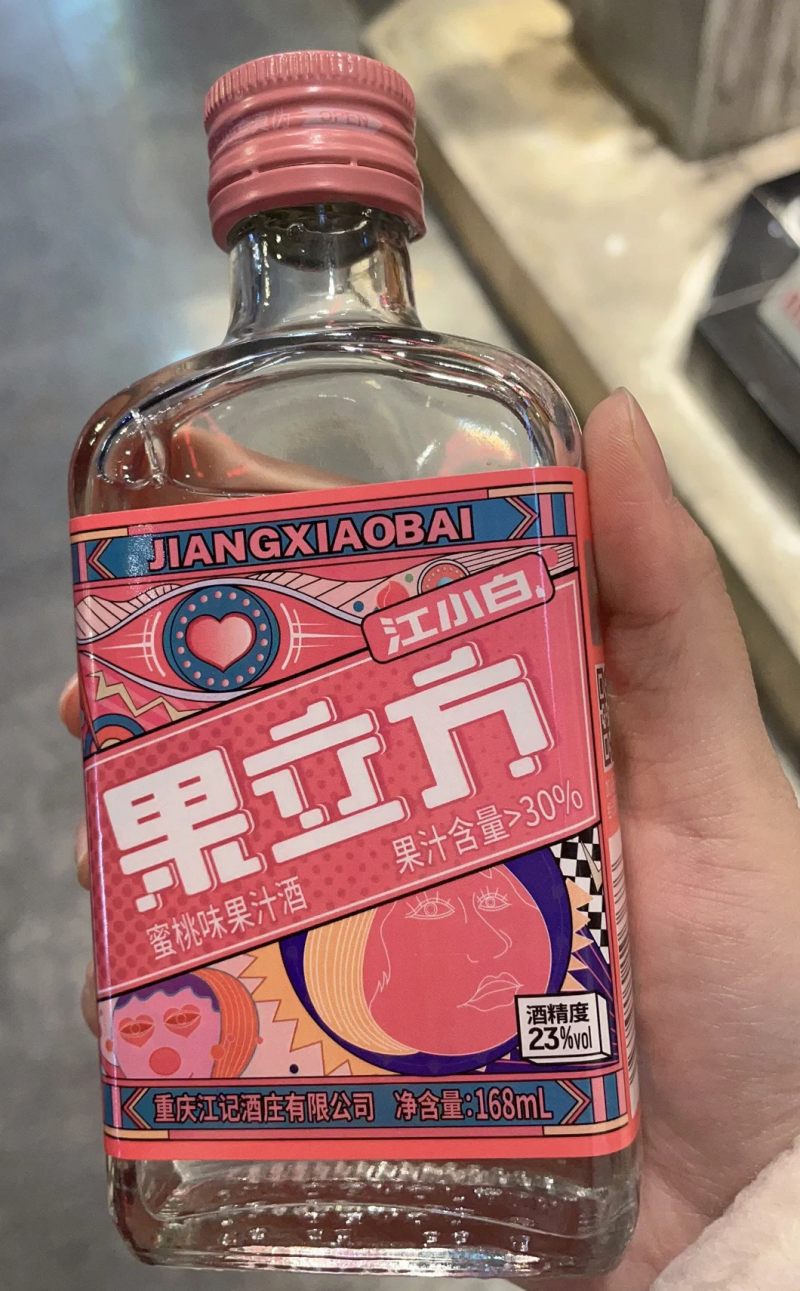 OPEN
JIANGXIAOBAI
江小白
果立方
果汁含量>30%
蜜桃味果汁酒
酒精度
23%vol
重庆江记酒庄有限公司 净含量:168mL